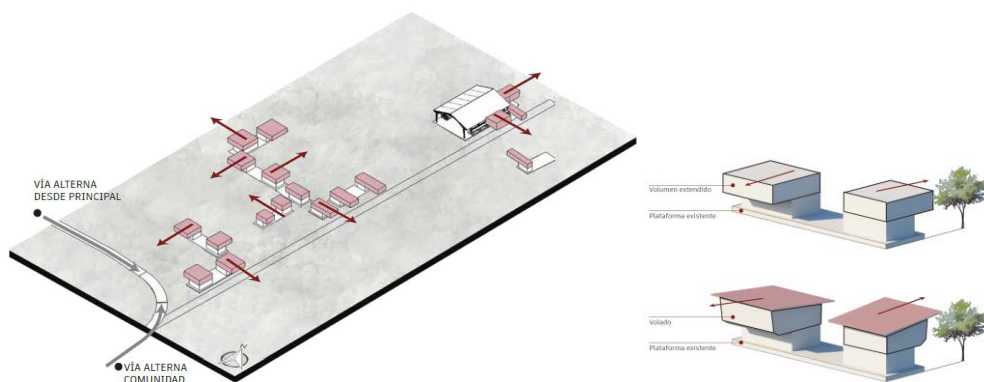 VÍA ALTERNA
DESDE PRINCIPAL
VÍA ALTERNA
COMUNIDAD
N
Volumen extendido
Plataforma existente
Volado
Plataforma existente